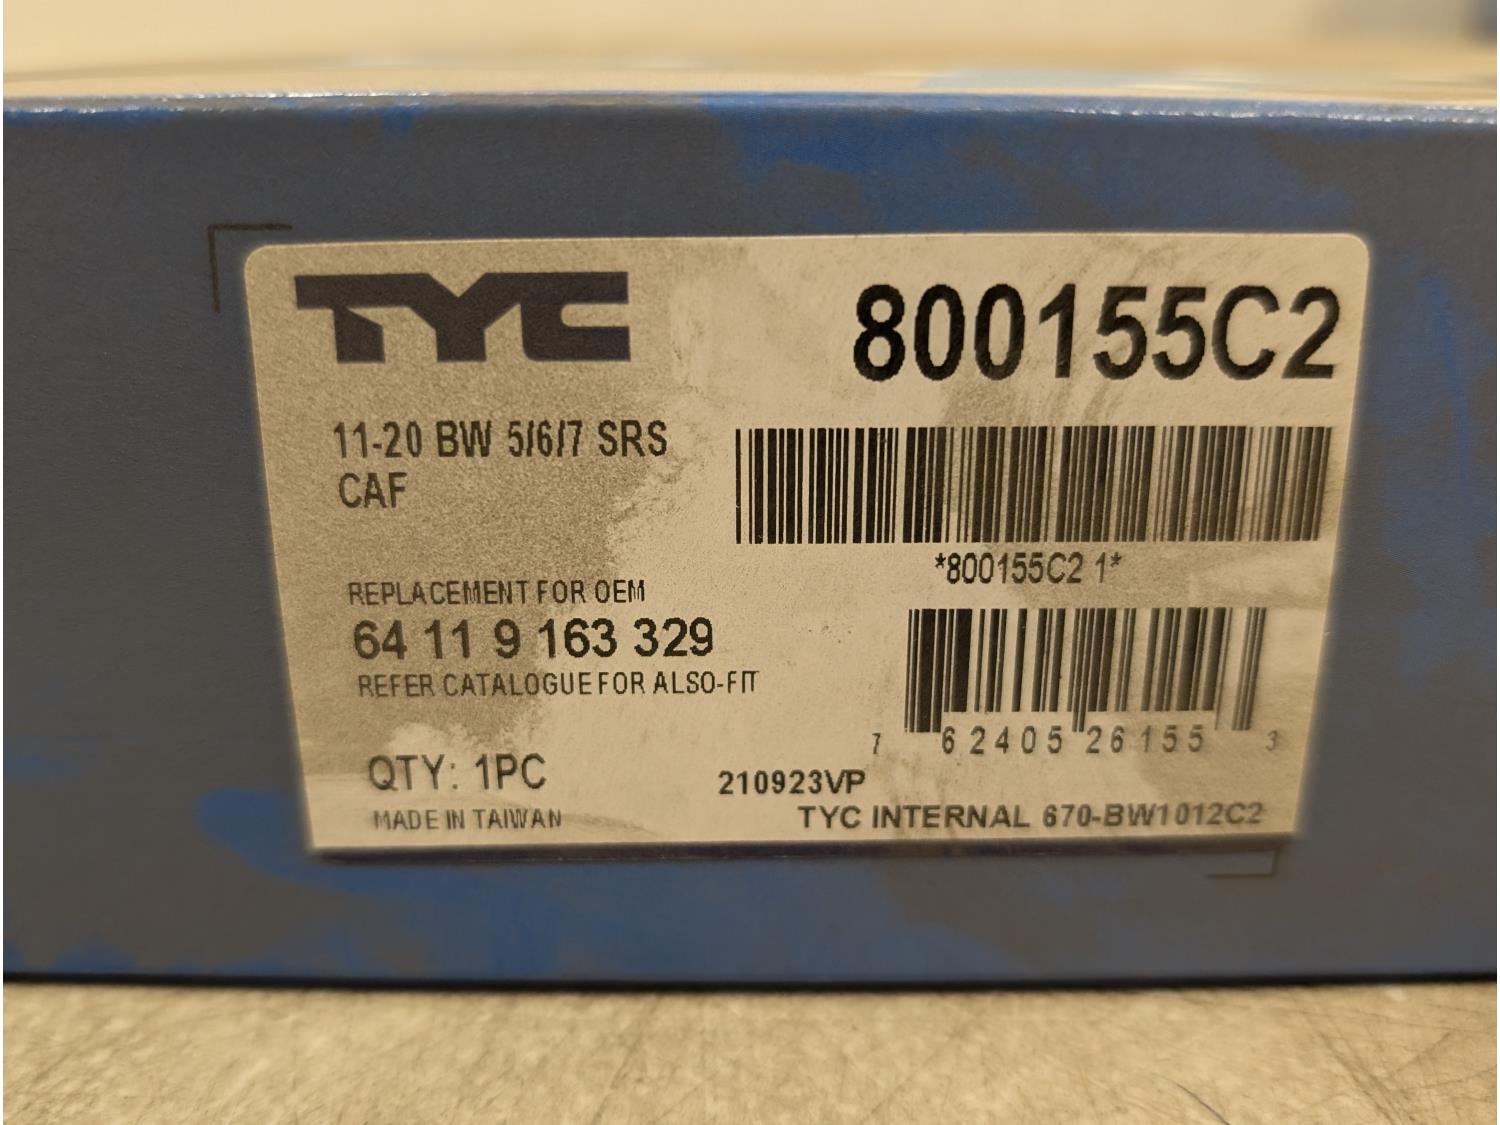 TYC
800155C2
11-20 BW 5/6/7 SRS
CAF
*800155C2 1*
REPLACEMENT FOR OEM
64 11 9 163 329
REFER CATALOGUE FOR ALSO-FIT
7 62405 26155 3
QTY: 1PC
210923VP
MADE IN TAIWAN
TYC INTERNAL 670-BW1012C2